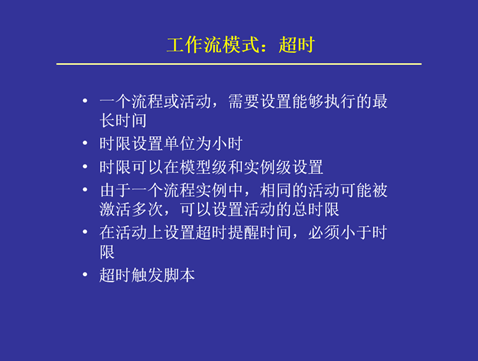 工作流模式：超时
• 一个流程或活动，需要设置能够执行的最
长时间
• 时限设置单位为小时
• 时限可以在模型级和实例级设置
• 由于一个流程实例中，相同的活动可能被
激活多次，可以设置活动的总时限
• 在活动上设置超时提醒时间，必须小于时
限
• 超时触发脚本